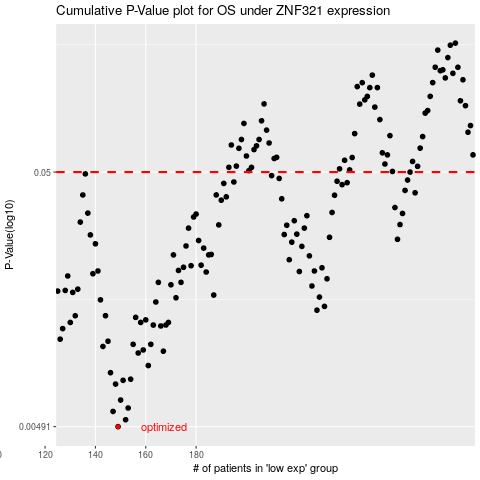 Cumulative P-Value plot for OS under ZNF321 expression
P-Value(log10)
0.05
0.00491
optimized
0 120 140 160 180
# of patients in 'low exp' group